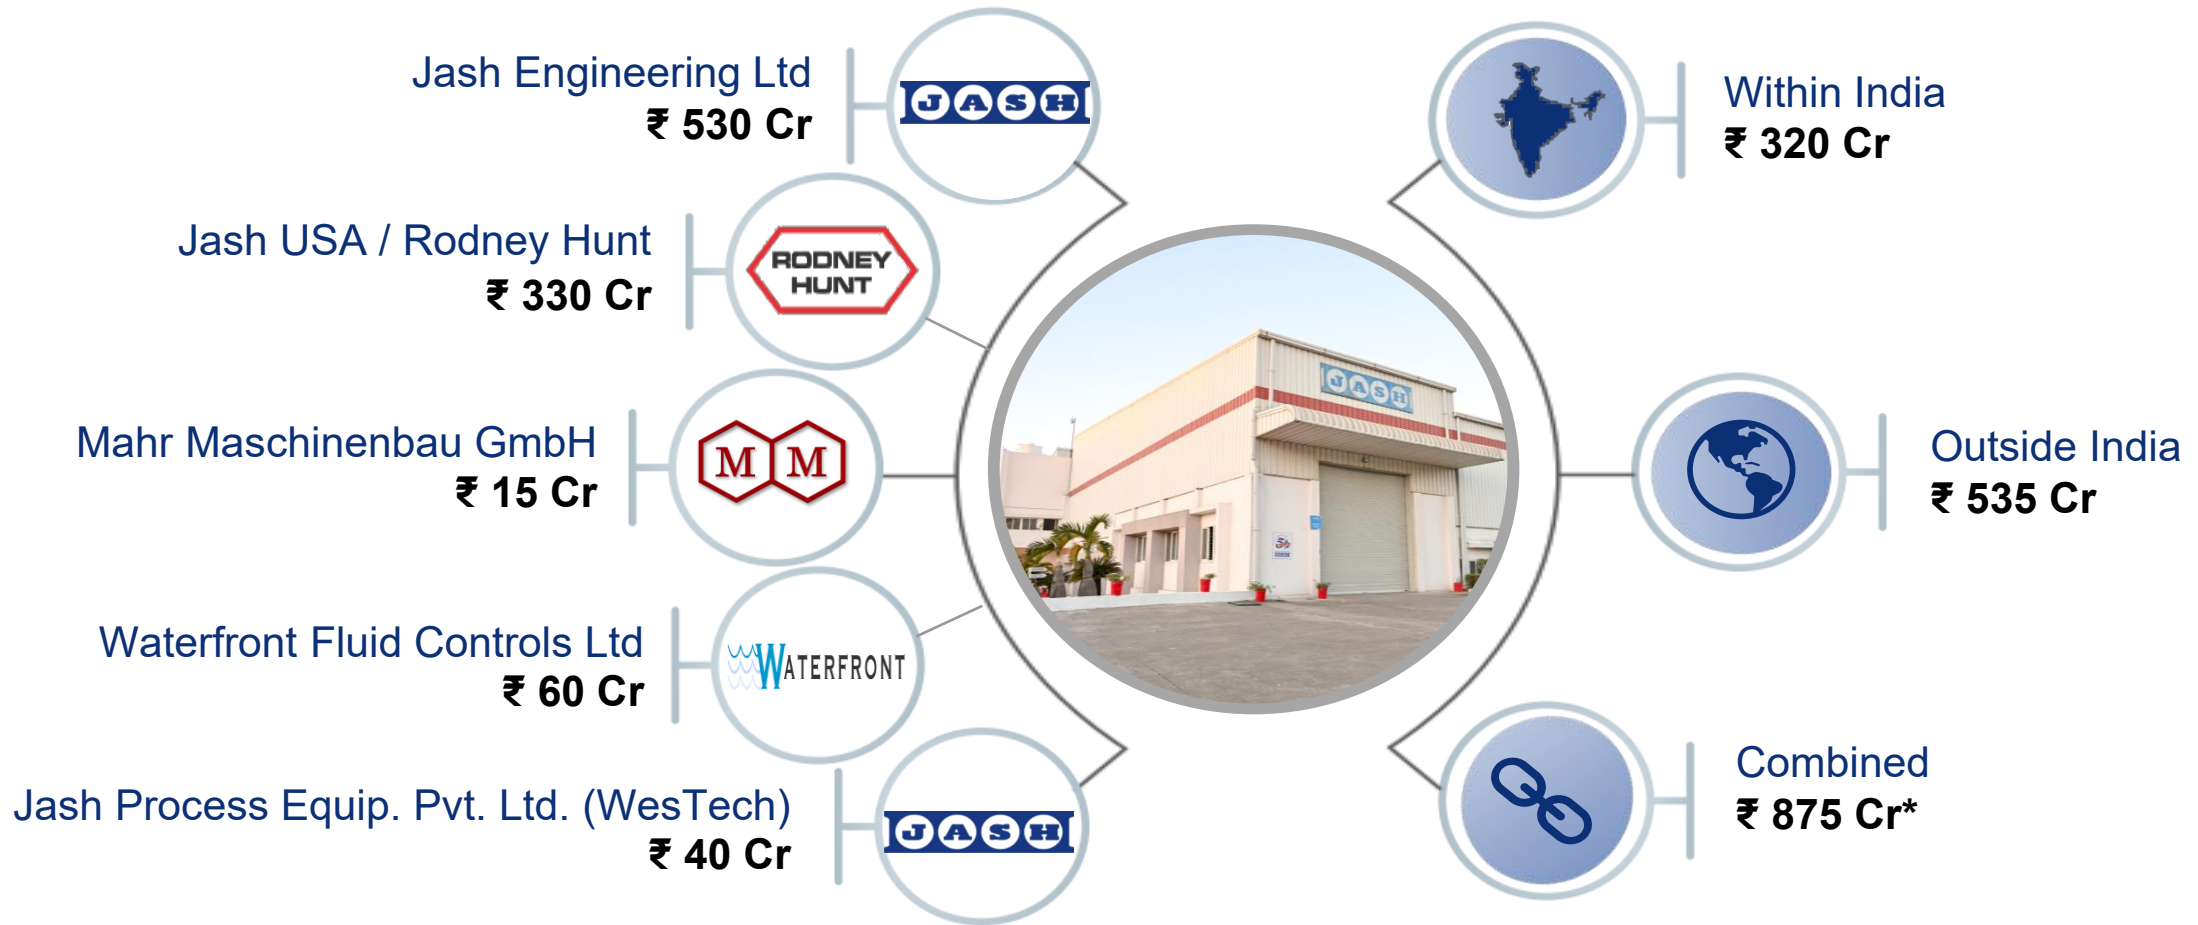 Jash Engineering Ltd
₹ 530 Cr
JASH
Jash USA / Rodney Hunt
₹ 330 Cr
RODNEY
HUNT
Mahr Maschinenbau GmbH
₹ 15 Cr
M M
Waterfront Fluid Controls Ltd
₹ 60 Cr
WATERFRONT
Jash Process Equip. Pvt. Ltd. (WesTech)
₹ 40 Cr
JASH
JASH
Within India
₹ 320 Cr
Outside India
₹ 535 Cr
Combined
₹ 875 Cr*